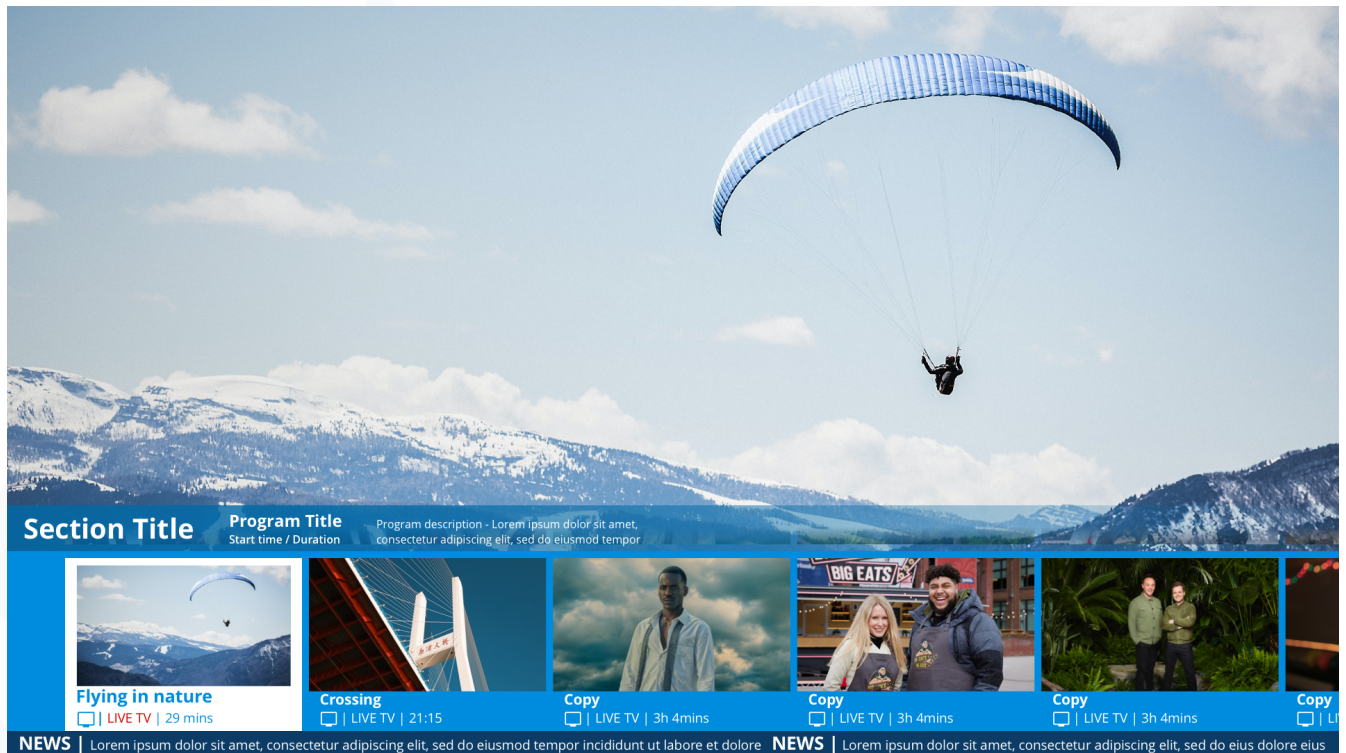 Section Title
Program Title
Start time / Duration
Program description - Lorem ipsum dolor sit amet,
consectetur adipiscing elit, sed do eiusmod tempor
BIG EATS
Flying in nature
| LIVE TV | 29 mins
Crossing
| LIVE TV | 21:15
Copy
| LIVE TV | 3h 4mins
Copy
| LIVE TV | 3h 4mins
Copy
| LIVE TV | 3h 4mins
Copy
NEWS | Lorem ipsum dolor sit amet, consectetur adipiscing elit, sed do eiusmod tempor incididunt ut labore et dolore
NEWS | Lorem ipsum dolor sit amet, consectetur adipiscing elit, sed do eius dolore eius